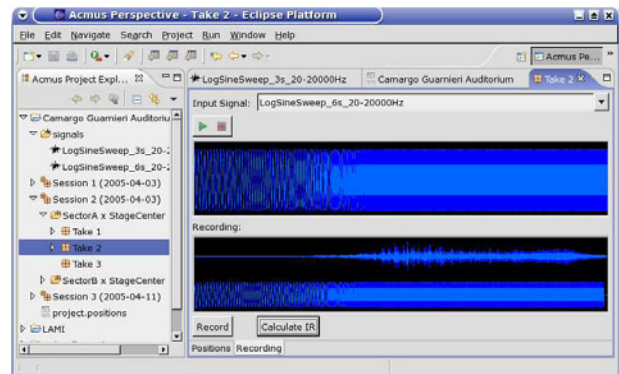 Acmus Perspective - Take 2 - Eclipse Platform
File Edit Navigate Search Project Run Window Help
Acmus Pe...
Acmus Project Expl...
LogSineSweep_3s_20-20000Hz Camargo Guarnieri Auditorium Take 2
Input Signal: LogSineSweep_6s_20-20000Hz
Camargo Guarnieri Auditoriu
signals
LogSineSweep_3s_20-2
LogSineSweep_6s_20-2
Session 1 (2005-04-03)
Session 2 (2005-04-03)
SectorA x StageCenter
Take 1
Take 2
Take 3
SectorB x StageCenter
Session 3 (2005-04-11)
project.positions
LAMI
Recording:
Record Calculate IR
Positions Recording